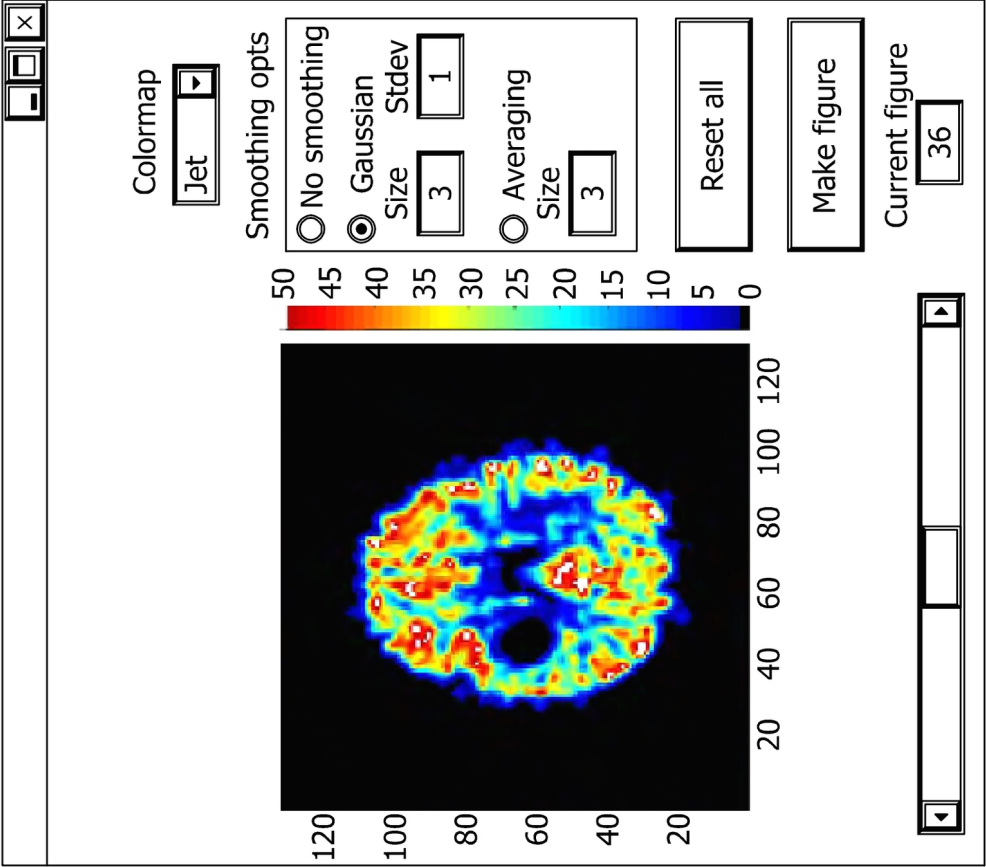 Colormap
Jet
Smoothing opts
No smoothing
Gaussian
Size Stdev
3 1
Averaging
Size
3
Reset all
Make figure
Current figure
36
50
45
40
35
30
25
20
15
10
5
0
120
100
80
60
40
20
20 40 60 80 100 120